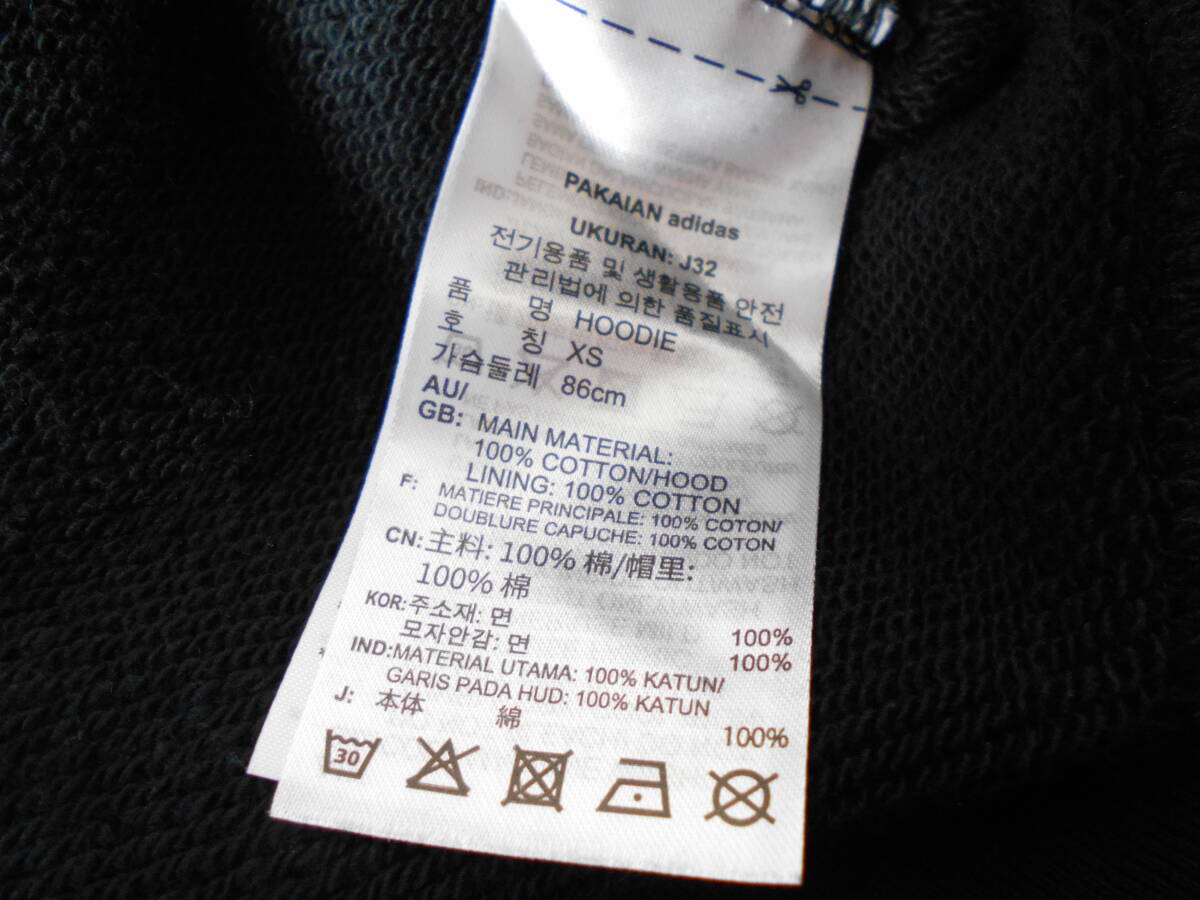 PAKAIAN adidas
UKURAN: J32
전기용품 및 생활용품 안전
관리법에 의한 품질표시
품 명 HOODIE
호 칭 XS
가슴둘레 86cm
AU/
GB: MAIN MATERIAL:
100% COTTON/HOOD
LINING: 100% COTTON
F: MATIERE PRINCIPALE: 100% COTON/
DOUBLURE CAPUCHE: 100% COTON
CN: 主料: 100% 棉/帽里:
100% 棉
KOR: 주소재: 면 100%
모자안감: 면 100%
IND:MATERIAL UTAMA: 100% KATUN/
GARIS PADA HUD: 100% KATUN
J: 本体 綿 100%
30